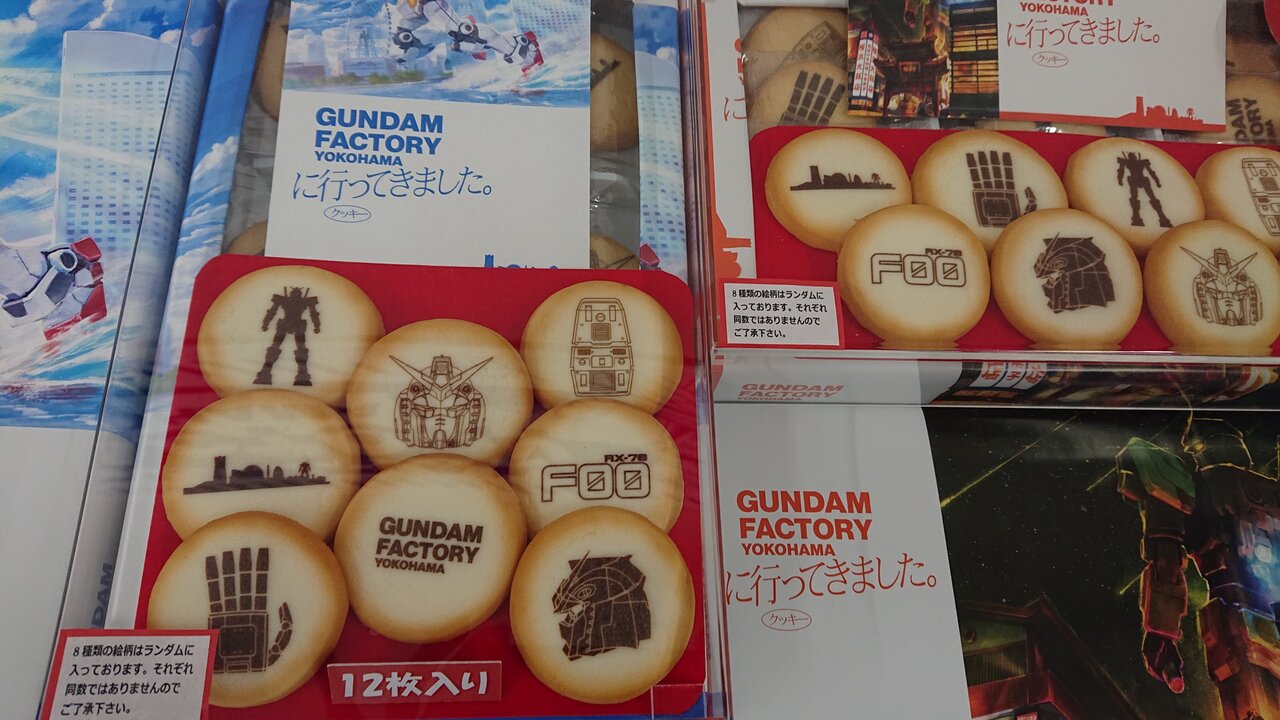 GUNDAM
FACTORY
YOKOHAMA
に行ってきました。
クッキー
RX-78
F00
GUNDAM
FACTORY
YOKOHAMA
12枚入り
8種類の絵柄はランダムに
入っております。それぞれ
同数ではありませんので
ご了承下さい。
YOKOHAMA
に行ってきました。
クッキー
RX-78
F00
8種類の絵柄はランダムに
入っております。それぞれ
同数ではありませんので
ご了承下さい。
GUNDAM
FACTORY
YOKOHAMA
GUNDAM
FACTORY
YOKOHAMA
に行ってきました。
クッキー